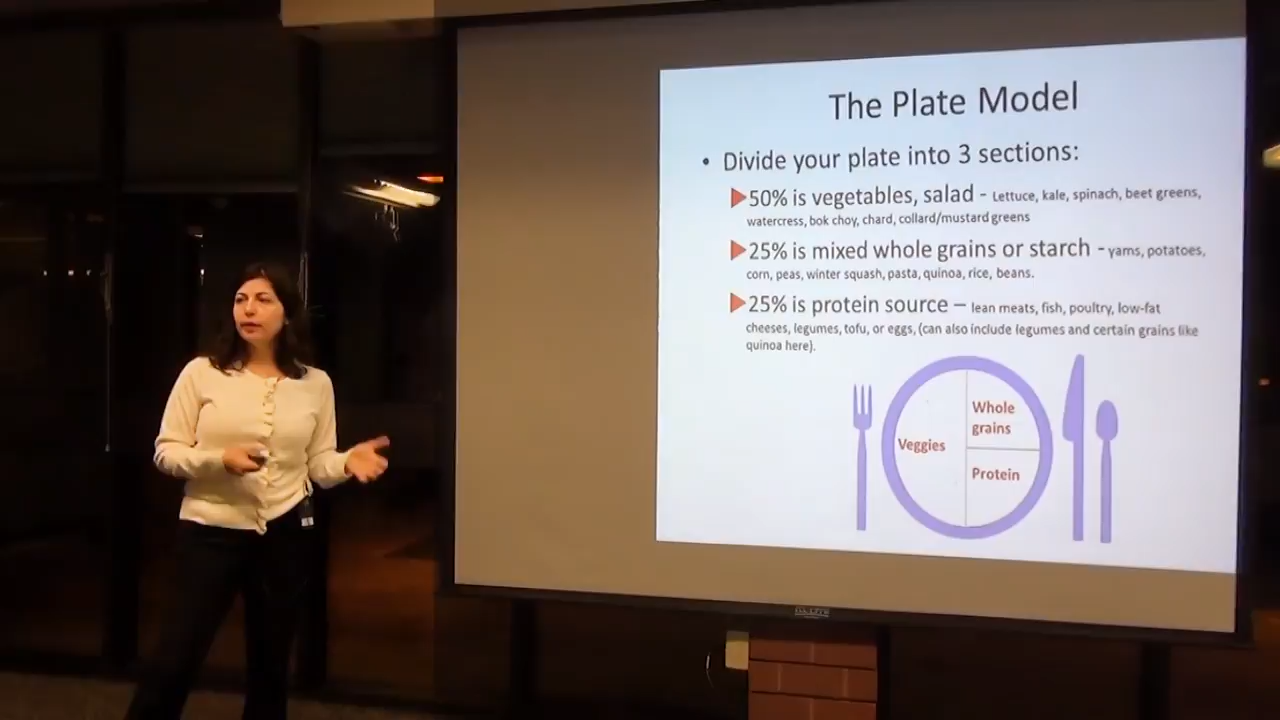 The Plate Model
• Divide your plate into 3 sections:
50% is vegetables, salad - Lettuce, kale, spinach, beet greens,
watercress, bok choy, chard, collard/mustard greens
25% is mixed whole grains or starch - yams, potatoes,
corn, peas, winter squash, pasta, quinoa, rice, beans.
25% is protein source – lean meats, fish, poultry, low-fat
cheeses, legumes, tofu, or eggs, (can also include legumes and certain grains like
quinoa here).
Veggies
Whole
grains
Protein